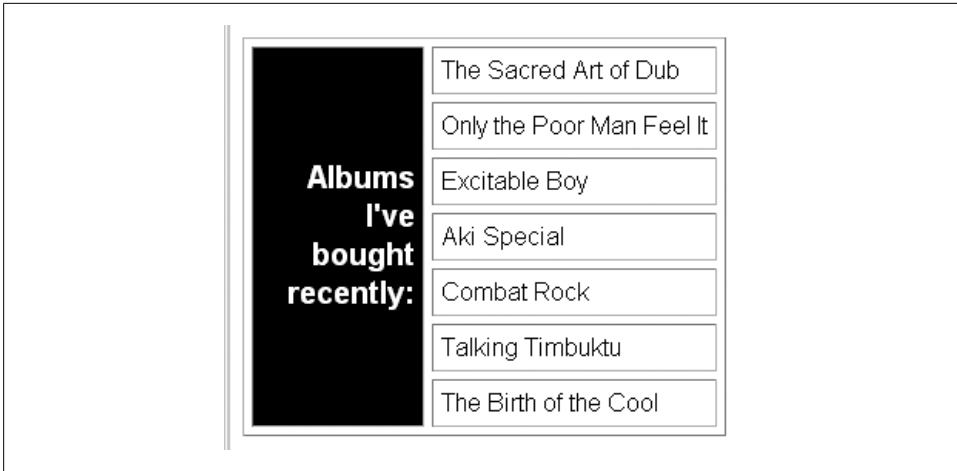 Albums
I've
bought
recently:
The Sacred Art of Dub
Only the Poor Man Feel It
Excitable Boy
Aki Special
Combat Rock
Talking Timbuktu
The Birth of the Cool